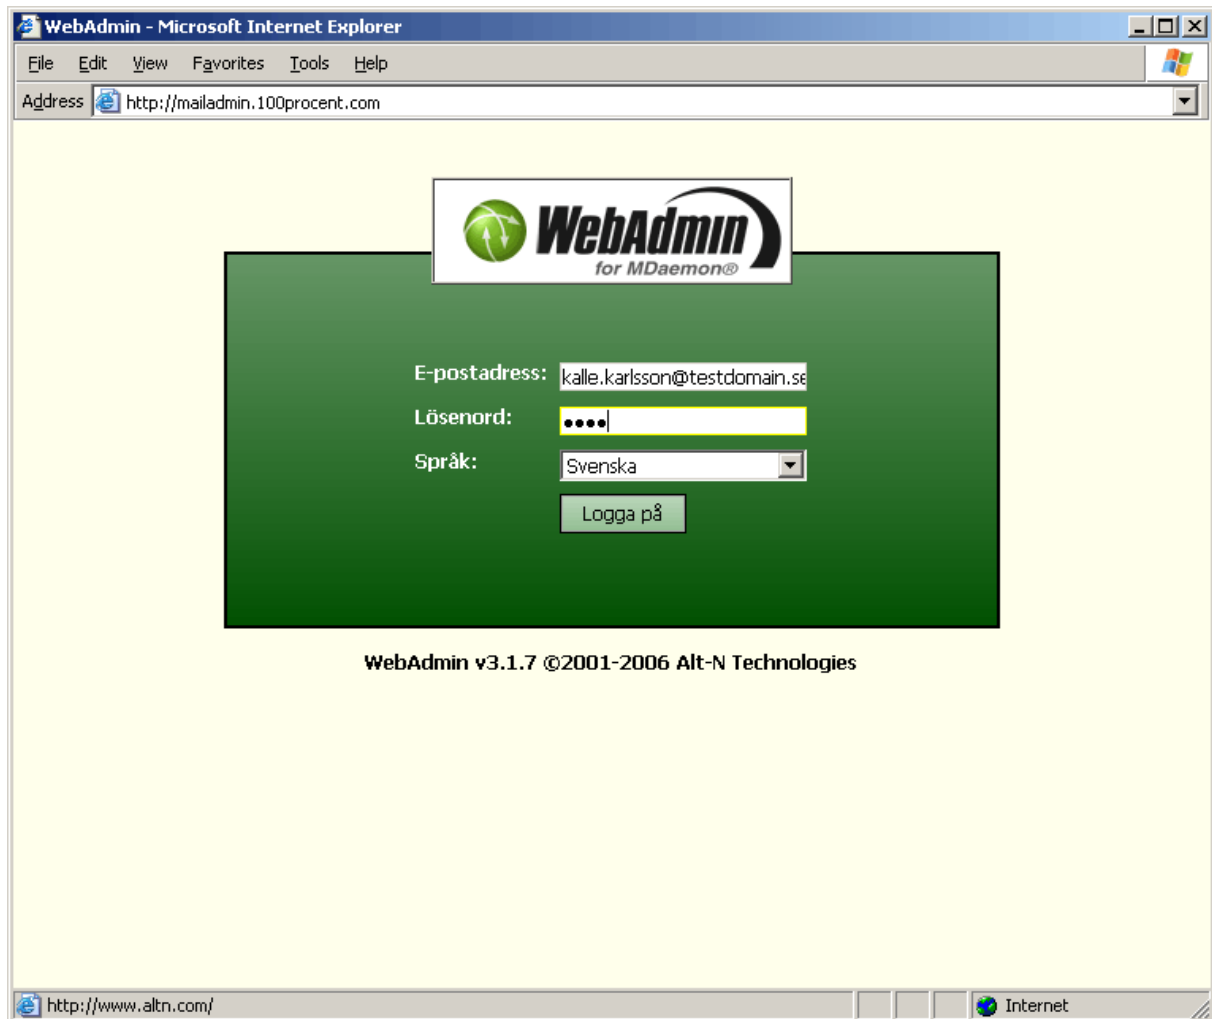 WebAdmin - Microsoft Internet Explorer
File Edit View Favorites Tools Help
Address http://mailadmin.100procent.com
WebAdmin
for MDaemon®
E-postadress: kalle.karlsson@testdomain.se
Lösenord: ••••
Språk: Svenska
Logga på
WebAdmin v3.1.7 ©2001-2006 Alt-N Technologies
http://www.altn.com/ Internet